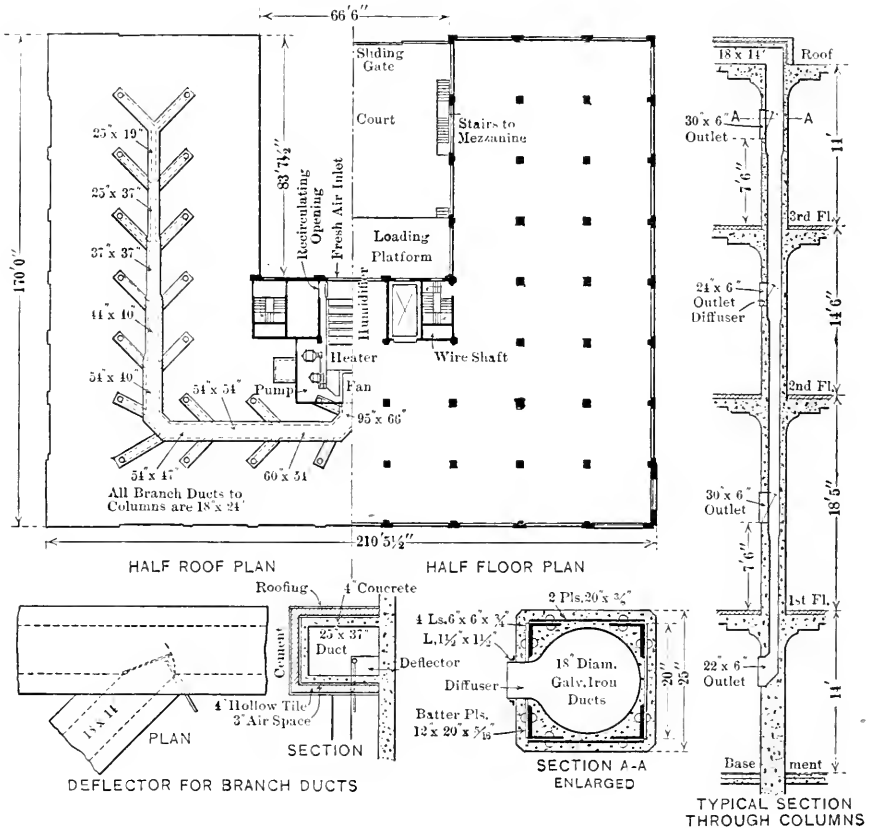 66'6"
Sliding
Gate
Court
Stairs to
Mezzanine
83'7½"
Recirculating
Opening
Fresh Air Inlet
Loading
Platform
Humidifier
Heater
Wire Shaft
Pump
Fan
95"x 66"
170'0"
25"x 19"
25"x 37"
37"x 37"
44"x 40"
54"x 40"
54"x 54"
54"x 47"
60"x 54"
All Branch Ducts to
Columns are 18"x 24"
210'5½"
HALF ROOF PLAN
HALF FLOOR PLAN
18"x 14"
Roof
30"x 6"
Outlet
A
A
11'
7'6"
3rd Fl.
24"x 6"
Outlet
Diffuser
14'6"
2nd Fl.
30"x 6"
Outlet
18'5"
7'6"
1st Fl.
22"x 6"
Outlet
14'
Base
ment
TYPICAL SECTION
THROUGH COLUMNS
PLAN
Roofing
4" Concrete
Cement
25"x 37"
Duct
Deflector
4" Hollow Tile
3" Air Space
SECTION
DEFLECTOR FOR BRANCH DUCTS
2 Pls. 20"x
4 Ls. 6"x 6"x ¾"
L, 1½"x 1½"
18" Diam.
Galv. Iron
Ducts
Diffuser
Batter Pls.
12"x 20"x 5/16"
20"
25"
SECTION A-A
ENLARGED